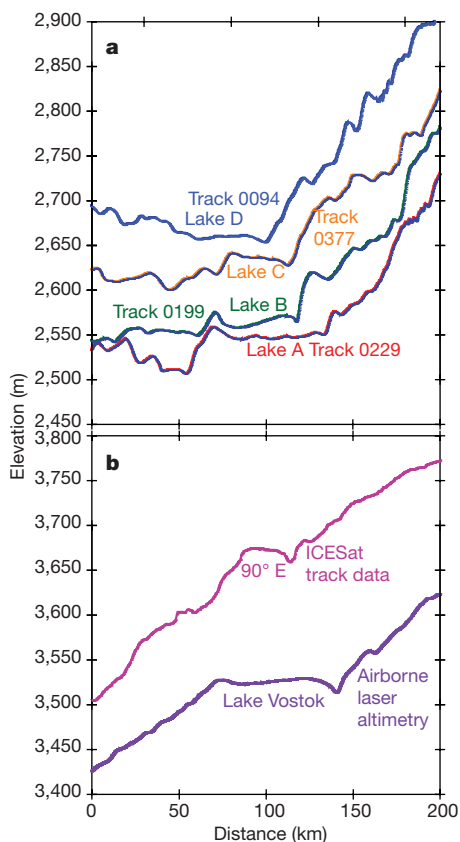 a
2,900
2,850
2,800
2,750
2,700
2,650
2,600
2,550
2,500
2,450
Track 0094
Lake D
Track
0377
Lake C
Track 0199
Lake B
Lake A Track 0229
Elevation (m)
b
3,800
3,750
3,700
3,650
3,600
3,550
3,500
3,450
3,400
90° E
ICESat
track data
Lake Vostok
Airborne
laser
altimetry
0
50
100
150
200
Distance (km)